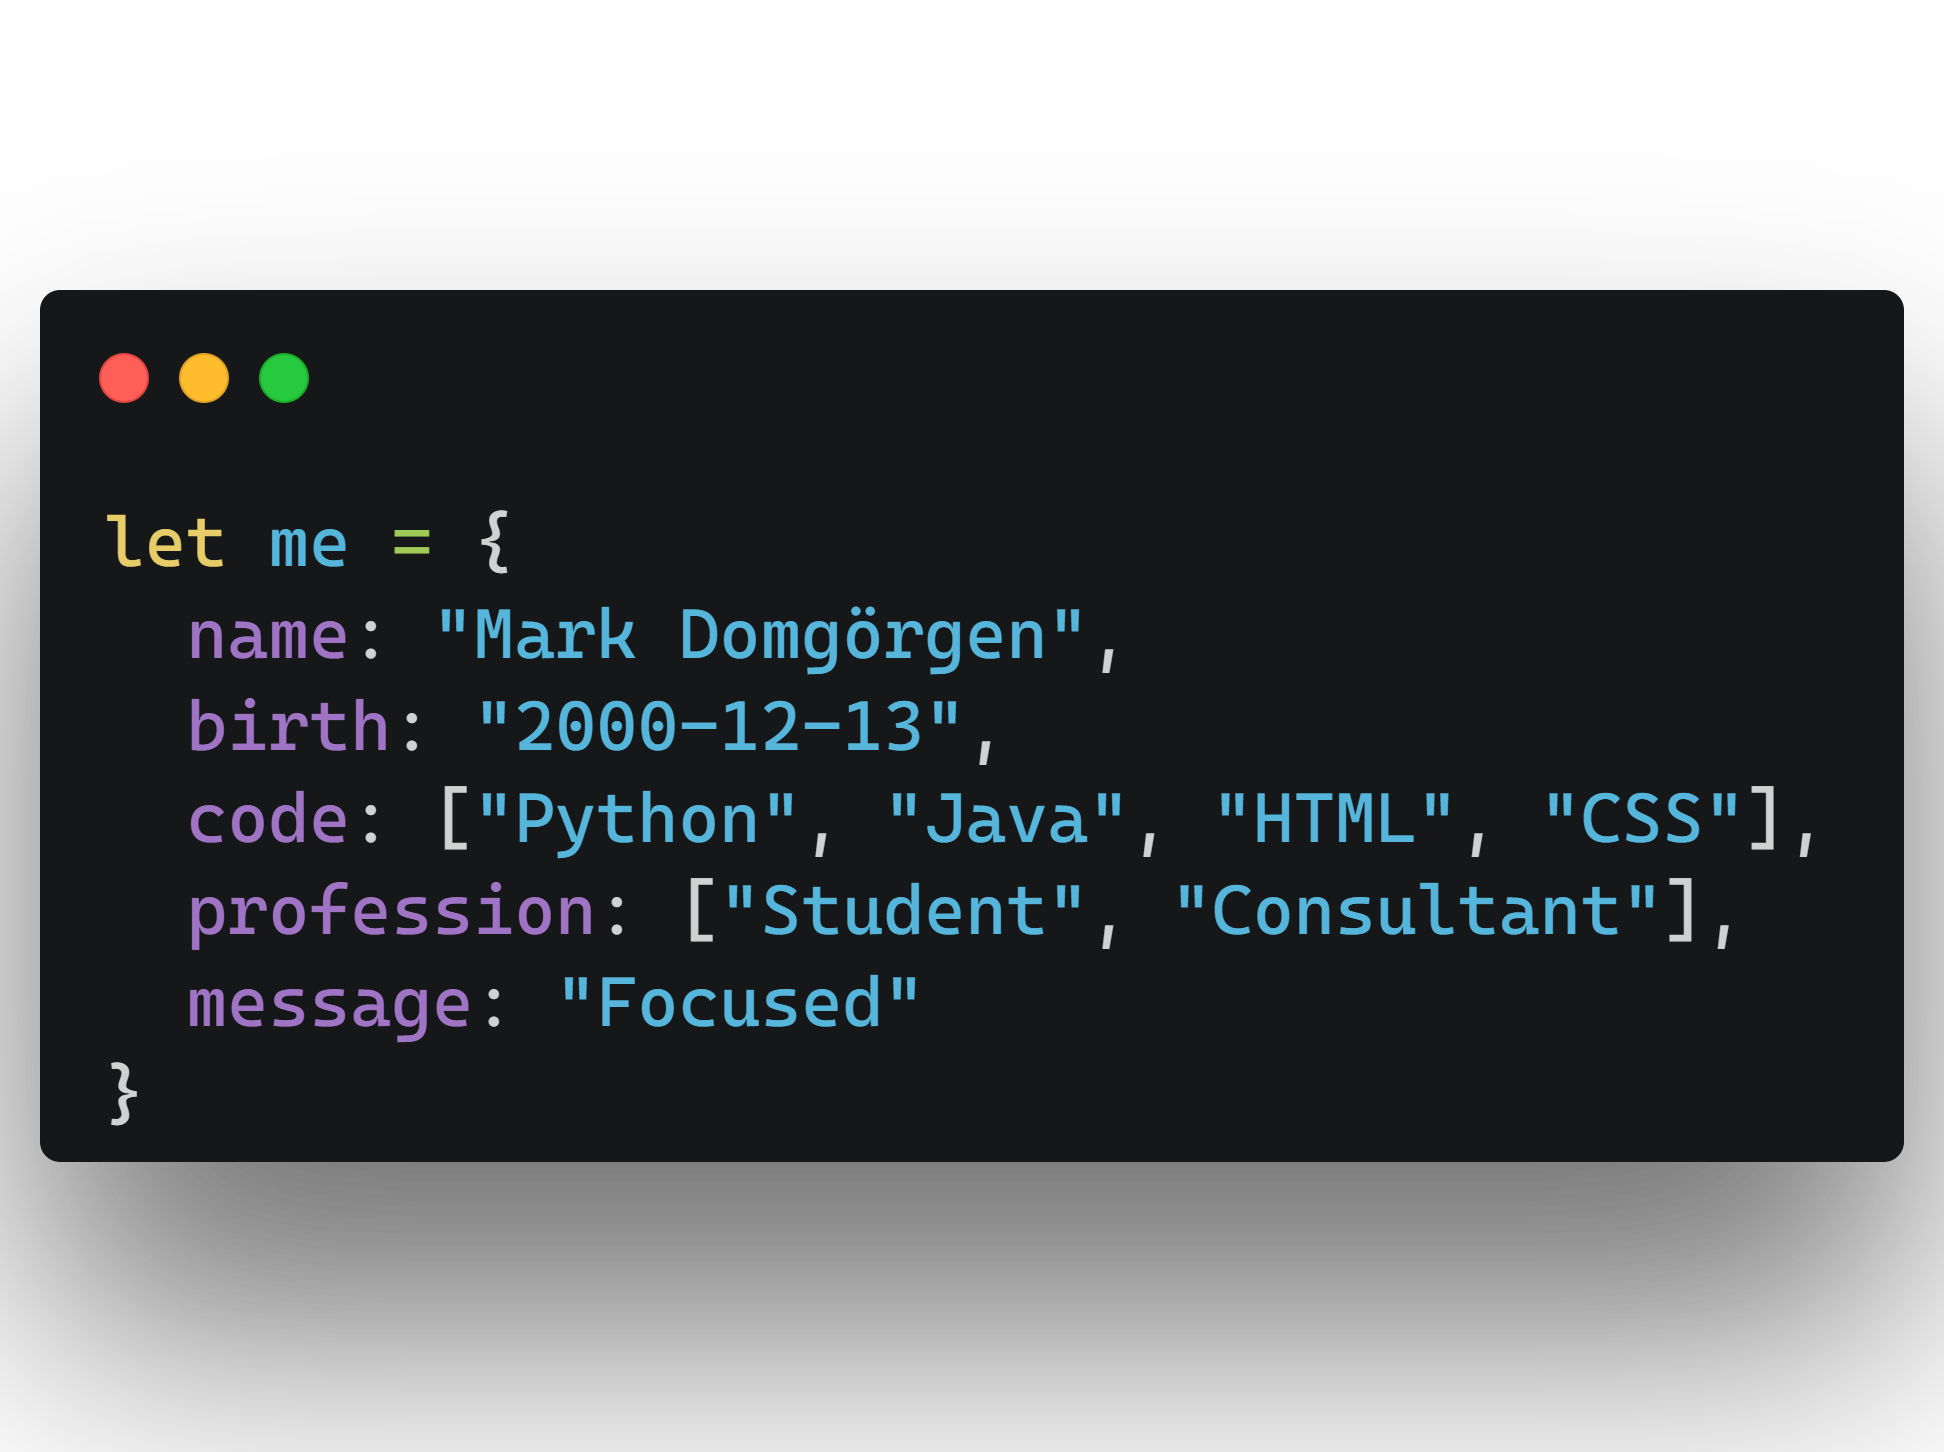 let me = {
  name: "Mark Domgörgen",
  birth: "2000-12-13",
  code: ["Python", "Java", "HTML", "CSS"],
  profession: ["Student", "Consultant"],
  message: "Focused"
}